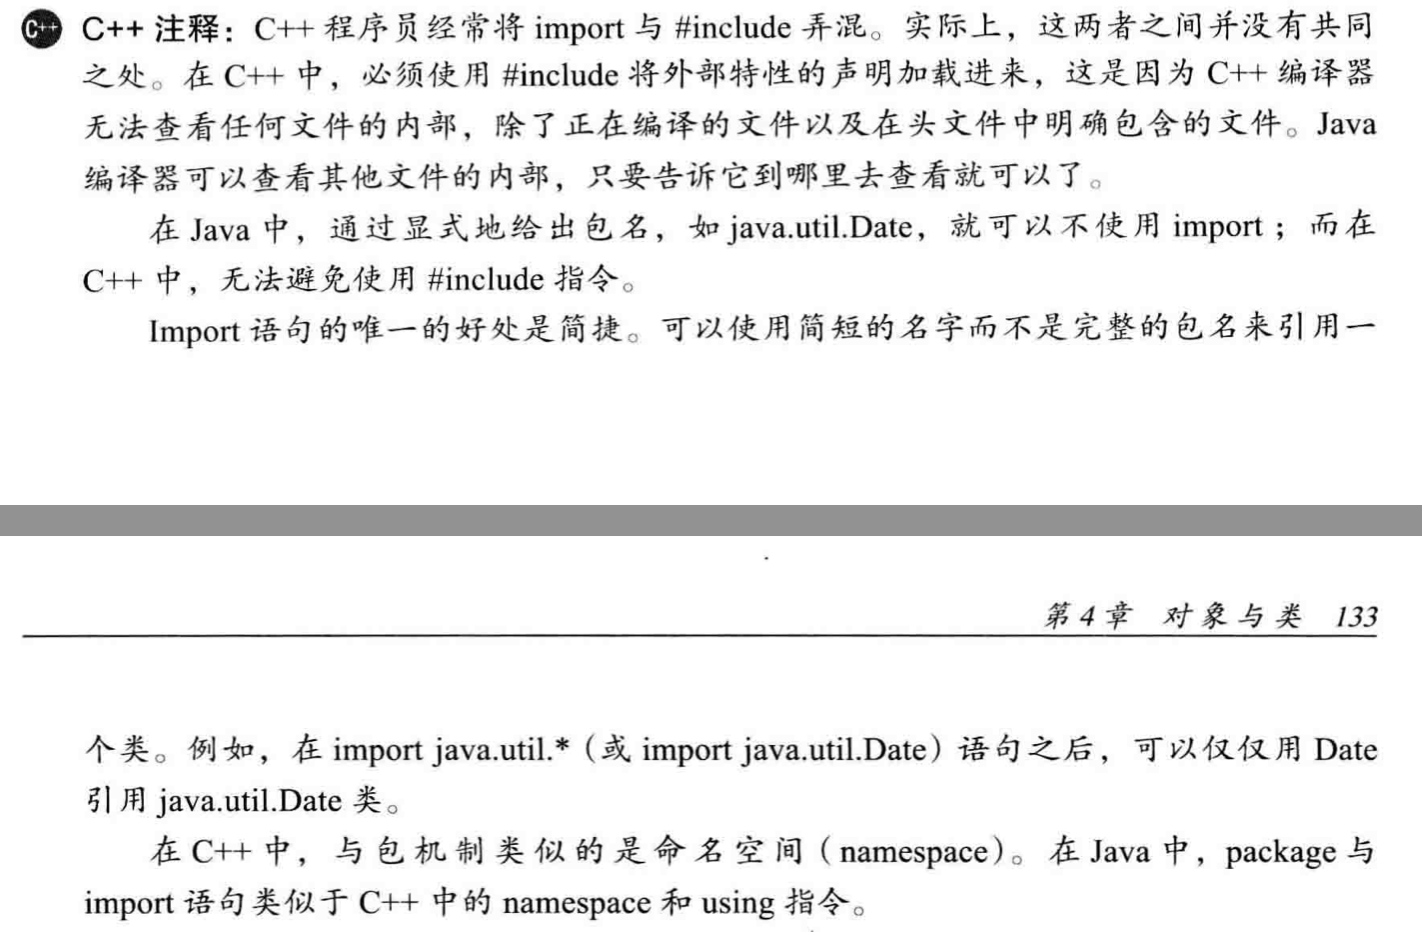 C++ C++ 注释：C++ 程序员经常将 import 与 #include 弄混。实际上，这两者之间并没有共同
之处。在 C++ 中，必须使用 #include 将外部特性的声明加载进来，这是因为 C++ 编译器
无法查看任何文件的内部，除了正在编译的文件以及在头文件中明确包含的文件。Java
编译器可以查看其他文件的内部，只要告诉它到哪里去查看就可以了。
在 Java 中，通过显式地给出包名，如 java.util.Date，就可以不使用 import；而在
C++ 中，无法避免使用 #include 指令。
Import 语句的唯一的好处是简捷。可以使用简短的名字而不是完整的包名来引用一
第 4 章 对象与类 133
个类。例如，在 import java.util.*（或 import java.util.Date）语句之后，可以仅仅用 Date
引用 java.util.Date 类。
在 C++ 中，与包机制类似的是命名空间（namespace）。在 Java 中，package 与
import 语句类似于 C++ 中的 namespace 和 using 指令。